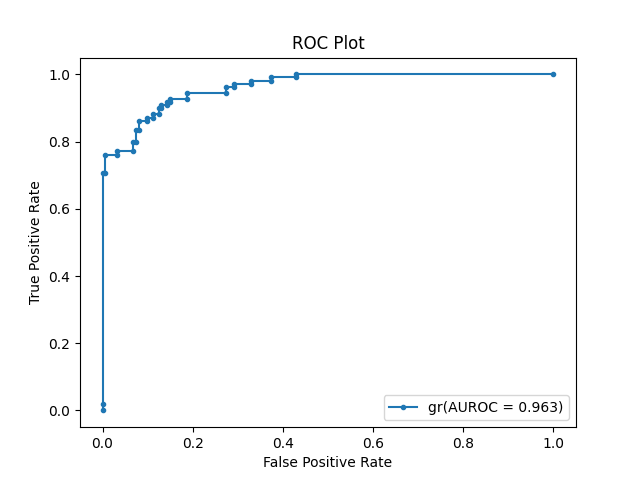 ROC Plot
True Positive Rate
1.0
0.8
0.6
0.4
0.2
0.0
gr(AUROC = 0.963)
0.0 0.2 0.4 0.6 0.8 1.0
False Positive Rate